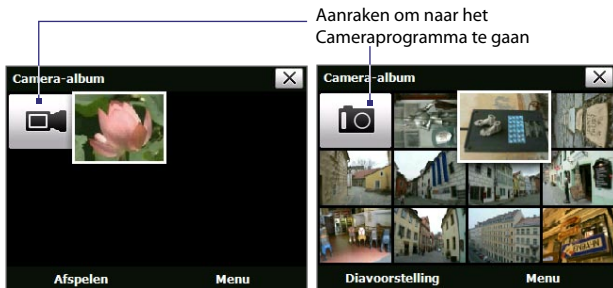 Aanraken om naar het
Cameraprogramma te gaan
Camera-album
Afspelen Menu
Camera-album
Diavoorstelling Menu